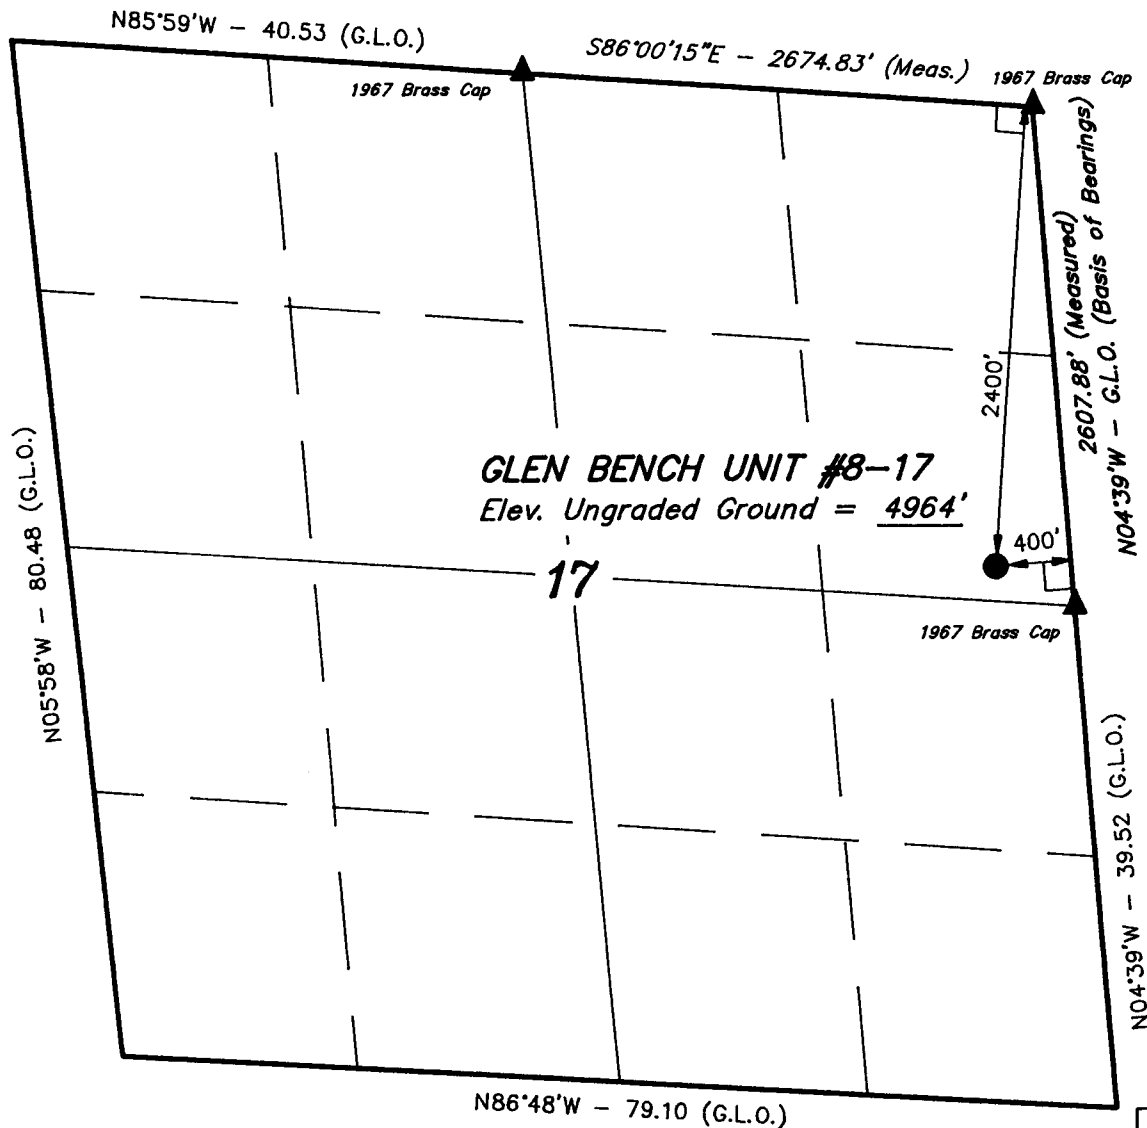 N85°59'W – 40.53 (G.L.O.)
S86°00'15"E – 2674.83' (Meas.)
1967 Brass Cap
1967 Brass Cap
2607.88' (Measured)
N04°39'W – G.L.O. (Basis of Bearings)
2400'
N05°58'W – 80.48 (G.L.O.)
GLEN BENCH UNIT #8–17
Elev. Ungraded Ground = 4964'
400'
17
1967 Brass Cap
N04°39'W – 39.52 (G.L.O.)
N86°48'W – 79.10 (G.L.O.)